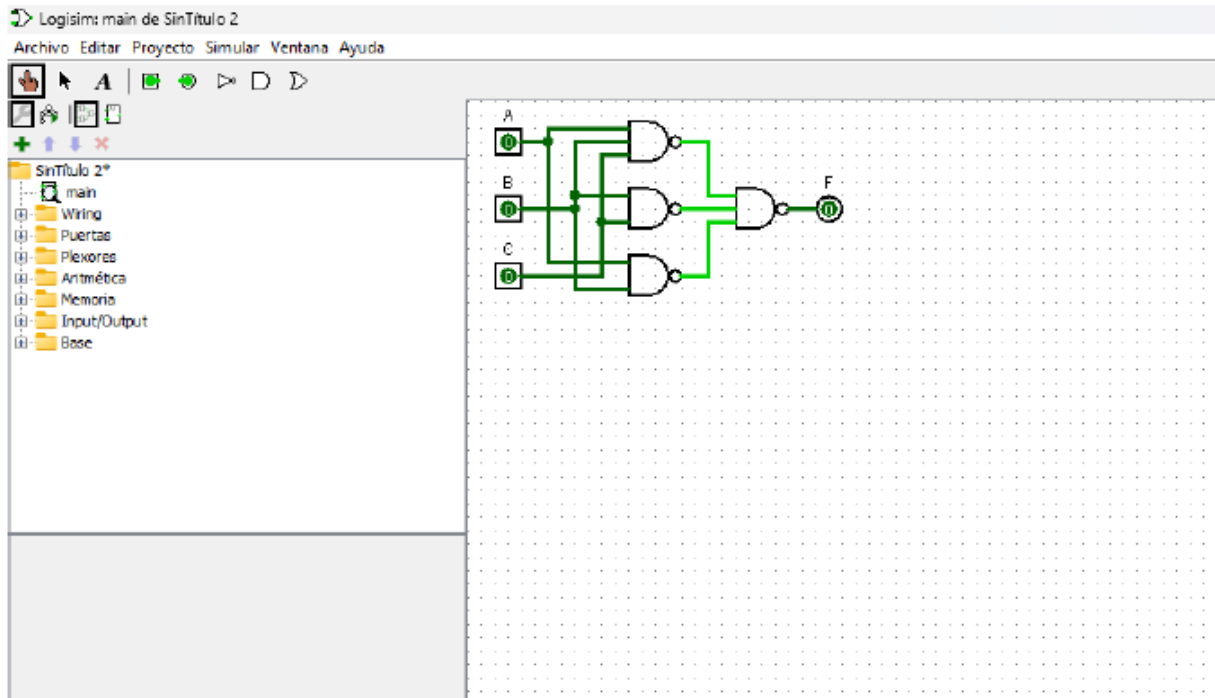 Logisim: main de SinTítulo 2
Archivo Editar Proyecto Simular Ventana Ayuda
A
SinTítulo 2*
main
Wiring
Puertas
Plexores
Aritmética
Memoria
Input/Output
Base
A
0
B
0
C
0
F
0